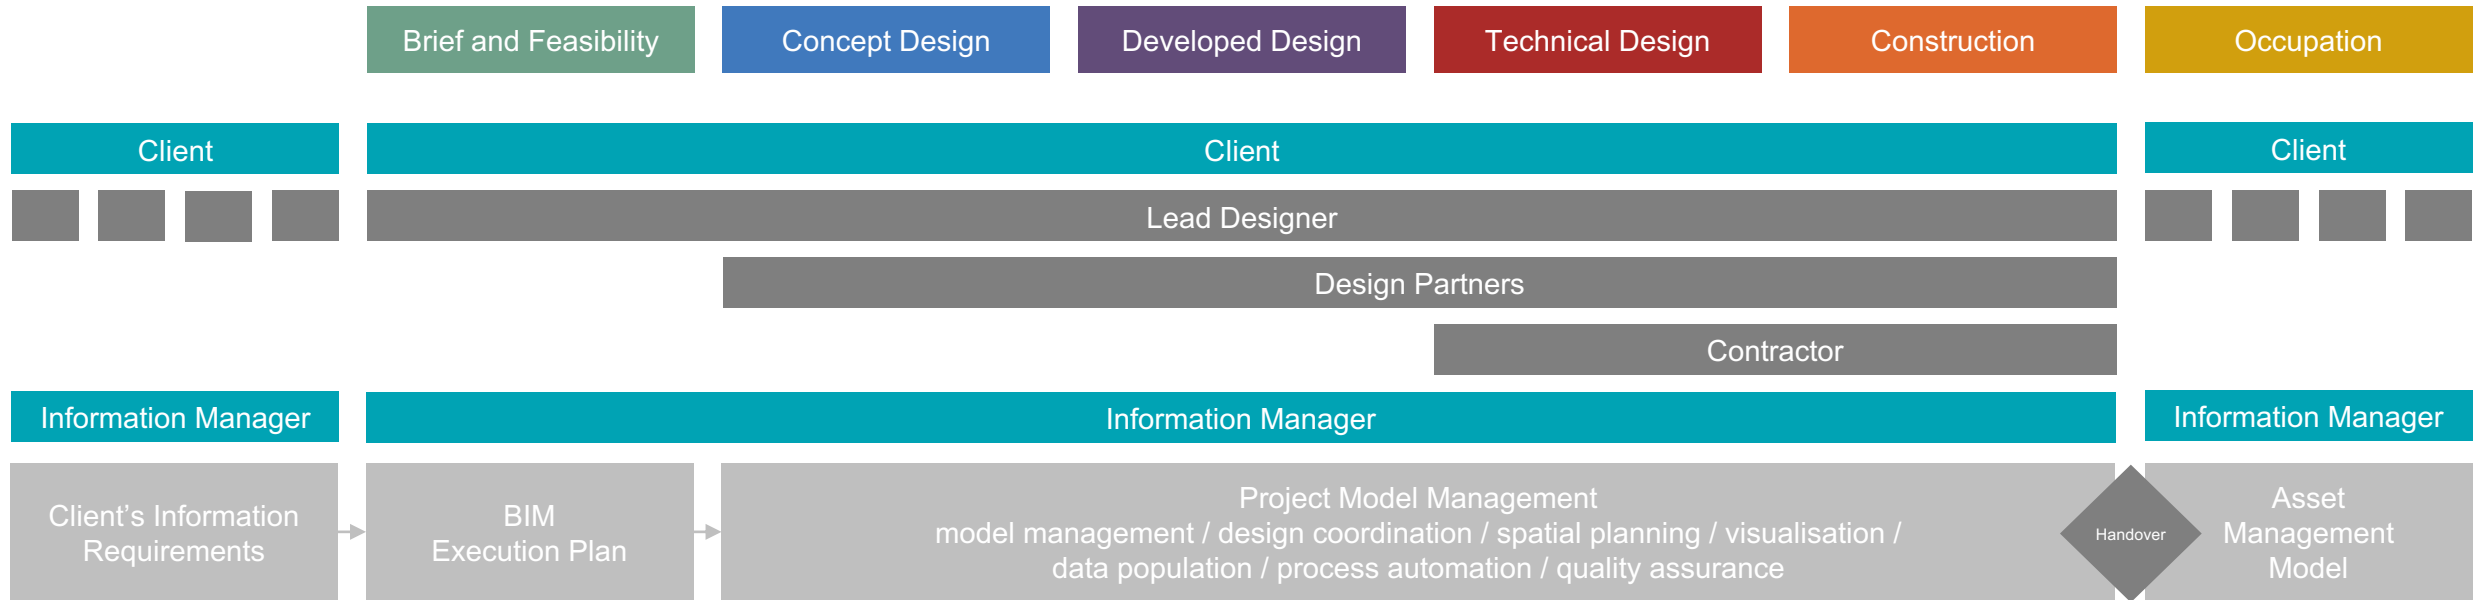 Brief and Feasibility
Concept Design
Developed Design
Technical Design
Construction
Occupation
Client
Client
Client
Lead Designer
Design Partners
Contractor
Information Manager
Information Manager
Information Manager
Client’s Information
Requirements
BIM
Execution Plan
Project Model Management
model management / design coordination / spatial planning / visualisation /
data population / process automation / quality assurance
Handover
Asset
Management
Model